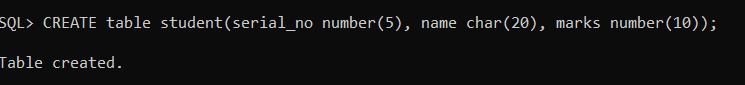 SQL> CREATE table student(serial_no number(5), name char(20), marks number(10));
Table created.